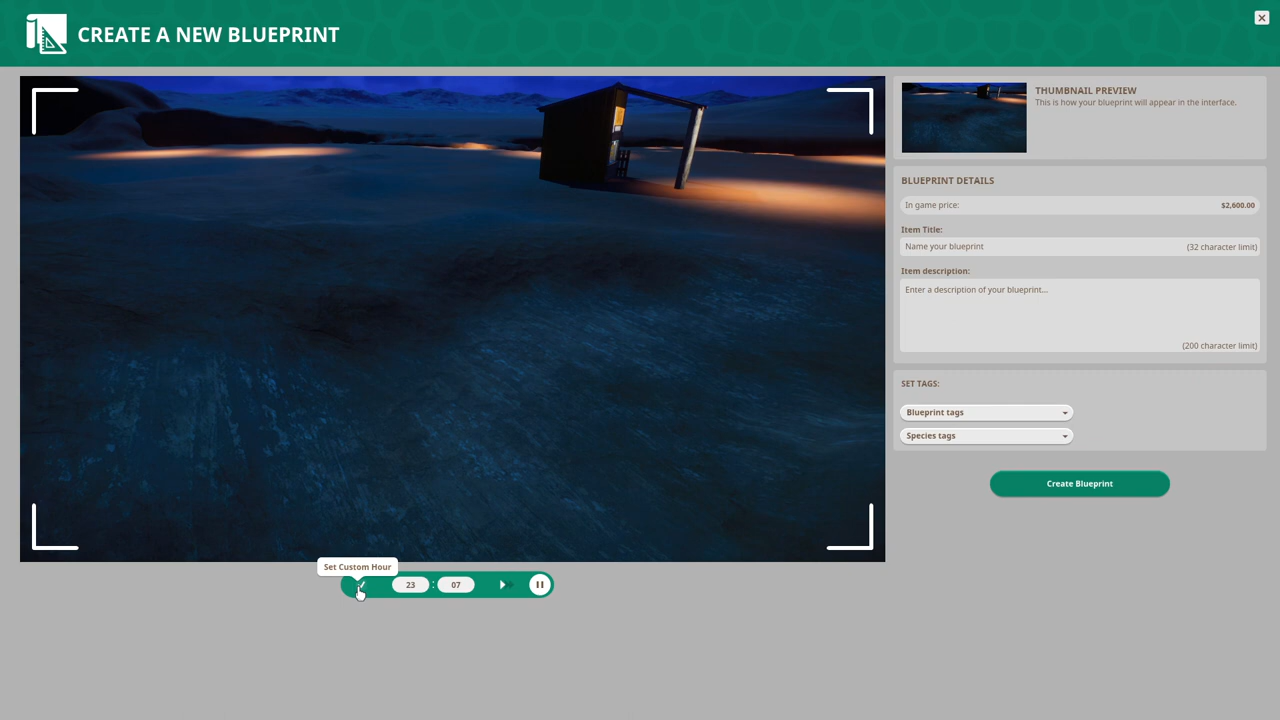 CREATE A NEW BLUEPRINT
THUMBNAIL PREVIEW
This is how your blueprint will appear in the interface.
BLUEPRINT DETAILS
In game price: $2,600.00
Item Title:
Name your blueprint (32 character limit)
Item description:
Enter a description of your blueprint...
(200 character limit)
SET TAGS:
Blueprint tags
Species tags
Create Blueprint
Set Custom Hour
23 : 07